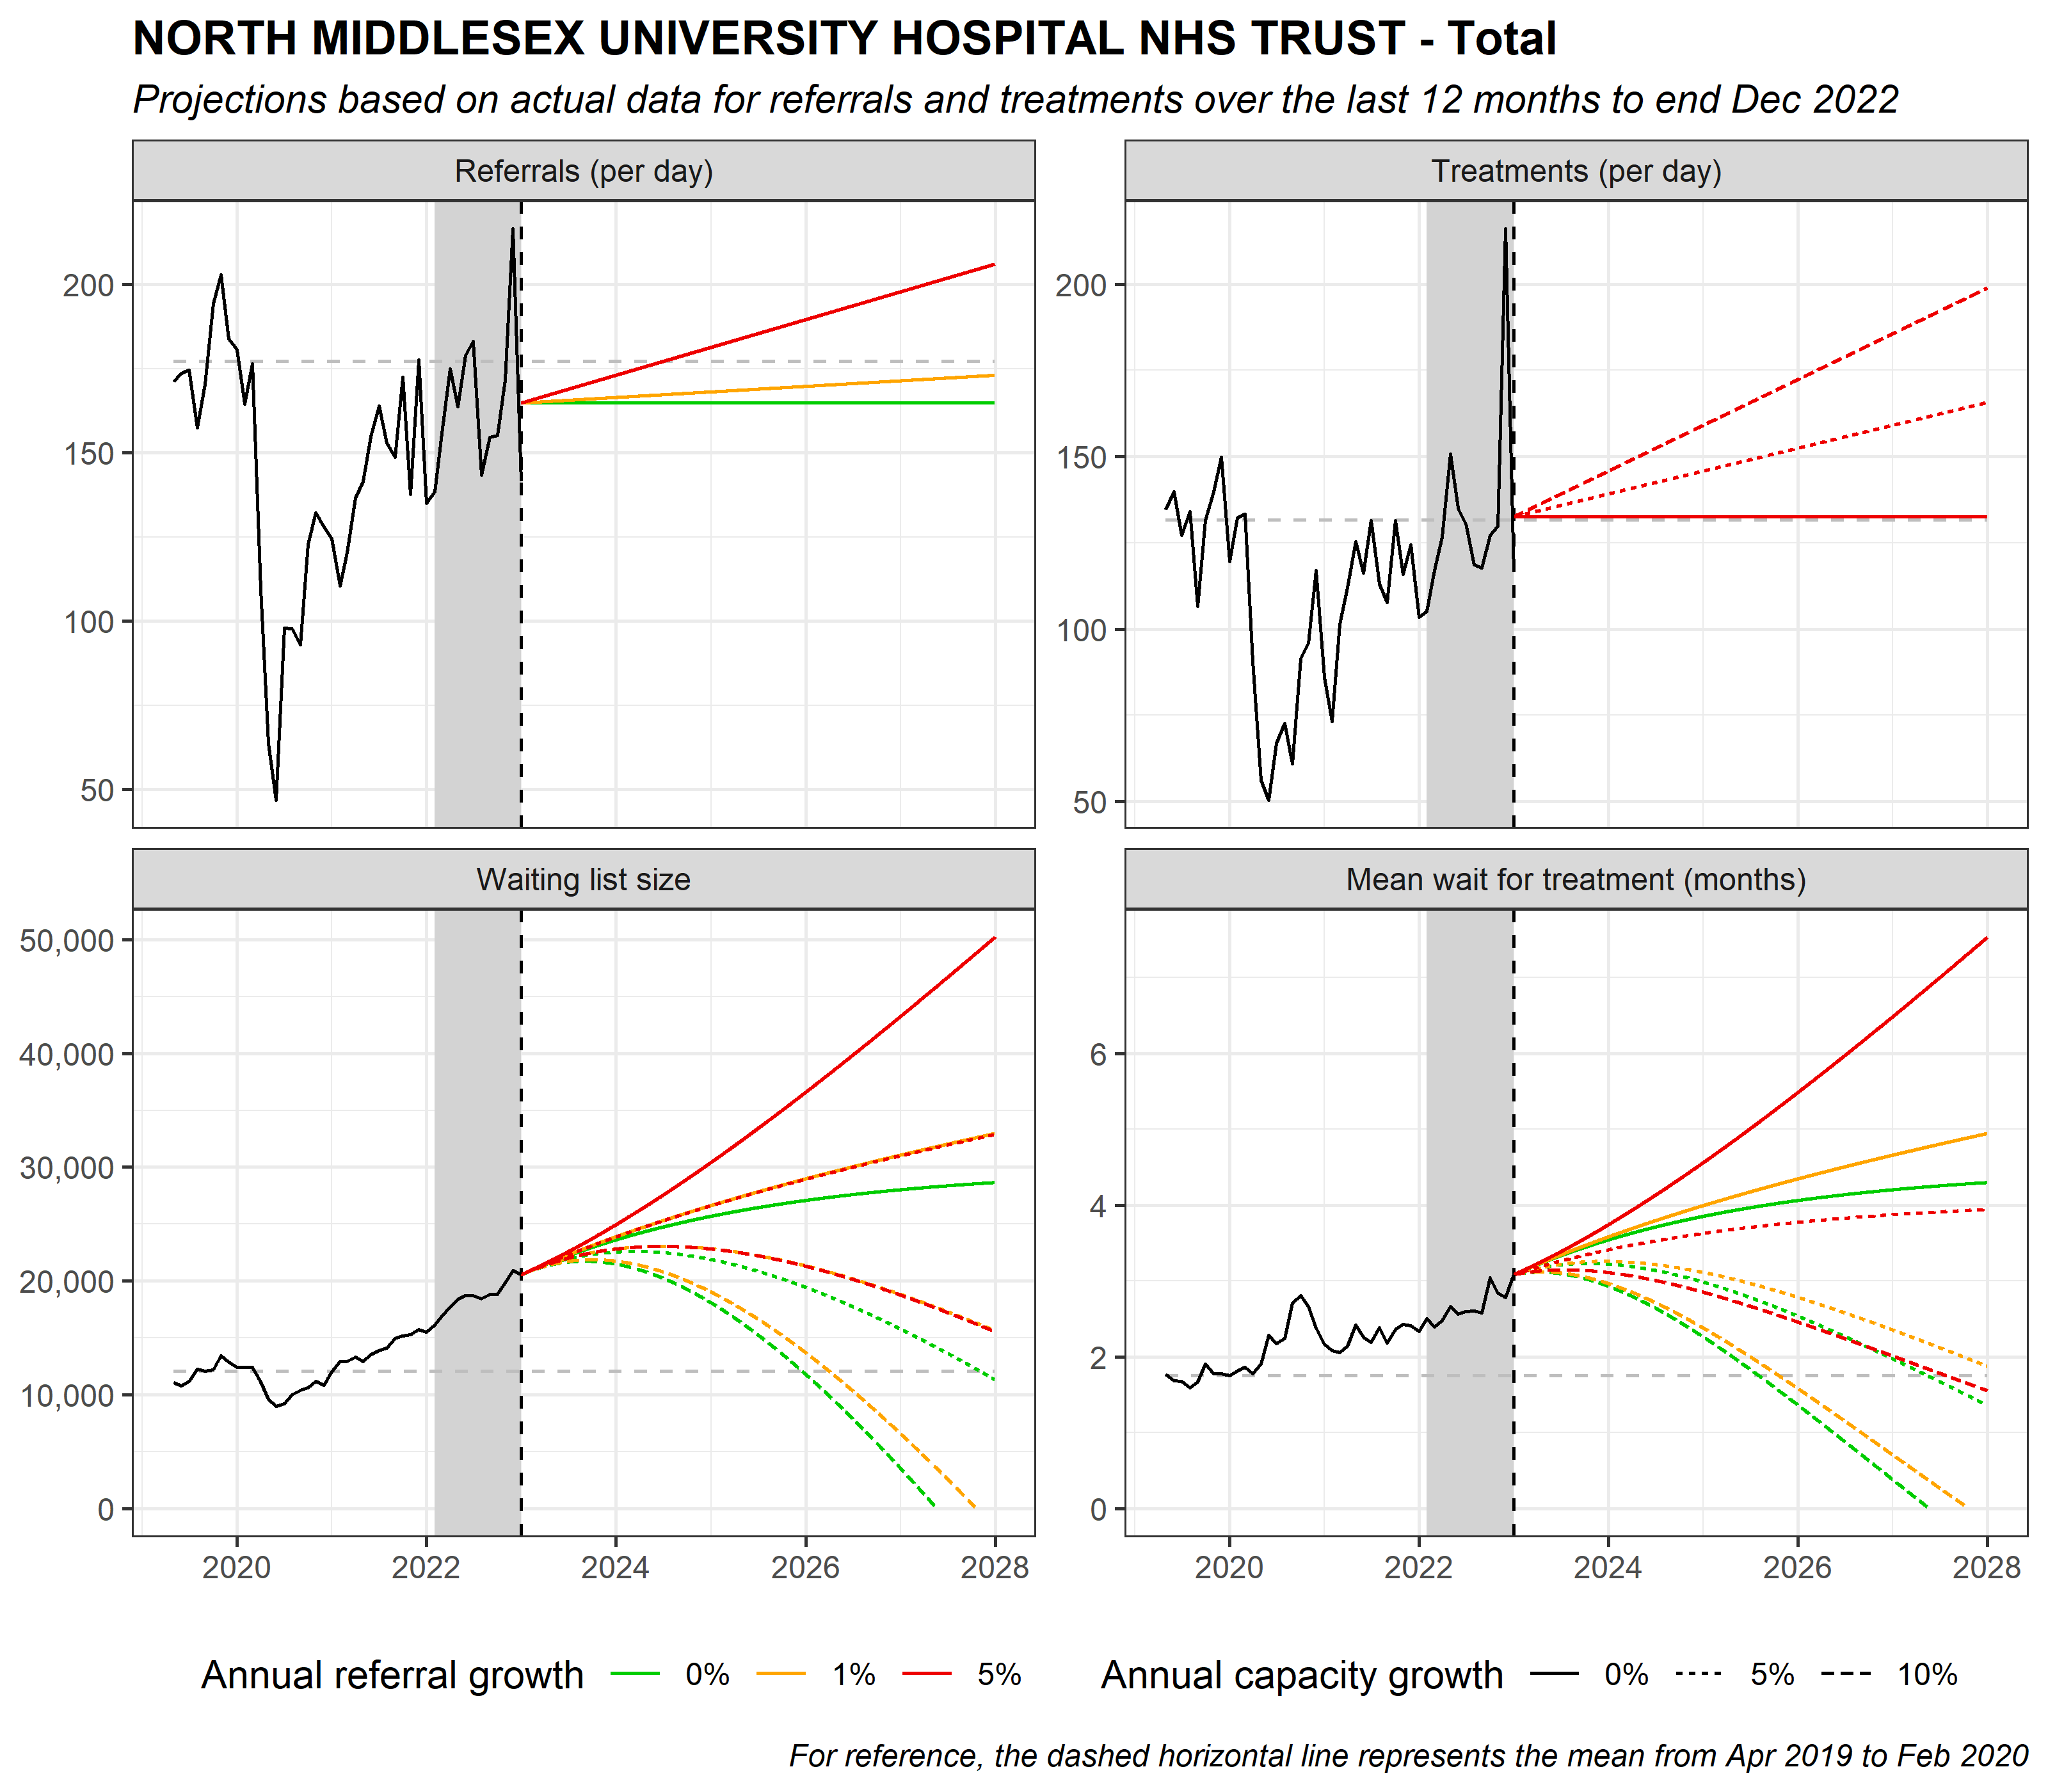 NORTH MIDDLESEX UNIVERSITY HOSPITAL NHS TRUST - Total
Projections based on actual data for referrals and treatments over the last 12 months to end Dec 2022
Referrals (per day)
200
150
100
50
Treatments (per day)
200
150
100
50
Waiting list size
50,000
40,000
30,000
20,000
10,000
0
2020 2022 2024 2026 2028
Mean wait for treatment (months)
6
4
2
0
2020 2022 2024 2026 2028
Annual referral growth 0% 1% 5%
Annual capacity growth 0% 5% 10%
For reference, the dashed horizontal line represents the mean from Apr 2019 to Feb 2020